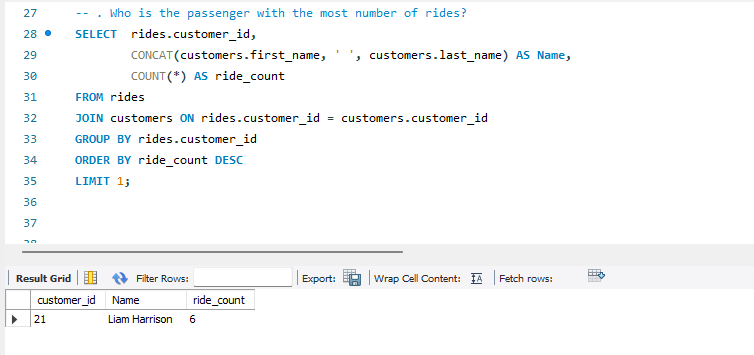 27 -- . Who is the passenger with the most number of rides?
28 SELECT rides.customer_id,
29 CONCAT(customers.first_name, ' ', customers.last_name) AS Name,
30 COUNT(*) AS ride_count
31 FROM rides
32 JOIN customers ON rides.customer_id = customers.customer_id
33 GROUP BY rides.customer_id
34 ORDER BY ride_count DESC
35 LIMIT 1;
36
37
38
Result Grid Filter Rows: Export: Wrap Cell Content: IA Fetch rows:
customer_id Name ride_count
21 Liam Harrison 6